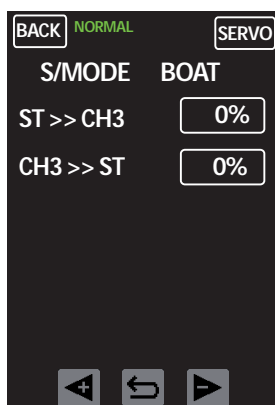 BACK NORMAL SERVO
S/MODE BOAT
ST >> CH3 0%
CH3 >> ST 0%
+ -